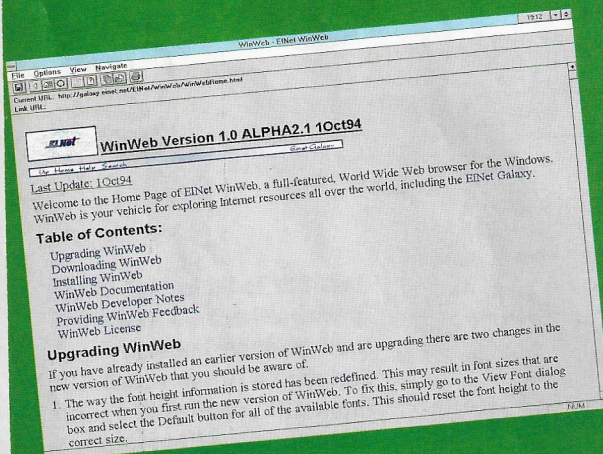 19:12
WinWeb - EINet WinWeb
File Options View Navigate
Current URL: http://galaxy.einet.net/EINet/WinWeb/WinWebHome.html
Link URL:
EINet
WinWeb Version 1.0 ALPHA2.1 1Oct94
Up Home Help Search EINet Galaxy
Last Update: 1Oct94
Welcome to the Home Page of EINet WinWeb, a full-featured, World Wide Web browser for the Windows.
WinWeb is your vehicle for exploring Internet resources all over the world, including the EINet Galaxy.
Table of Contents:
Upgrading WinWeb
Downloading WinWeb
Installing WinWeb
WinWeb Documentation
WinWeb Developer Notes
Providing WinWeb Feedback
WinWeb License
Upgrading WinWeb
If you have already installed an earlier version of WinWeb and are upgrading there are two changes in the
new version of WinWeb that you should be aware of.
1. The way the font height information is stored has been redefined. This may result in font sizes that are
incorrect when you first run the new version of WinWeb. To fix this, simply go to the View Font dialog
box and select the Default button for all of the available fonts. This should reset the font height to the
correct size.
NUM